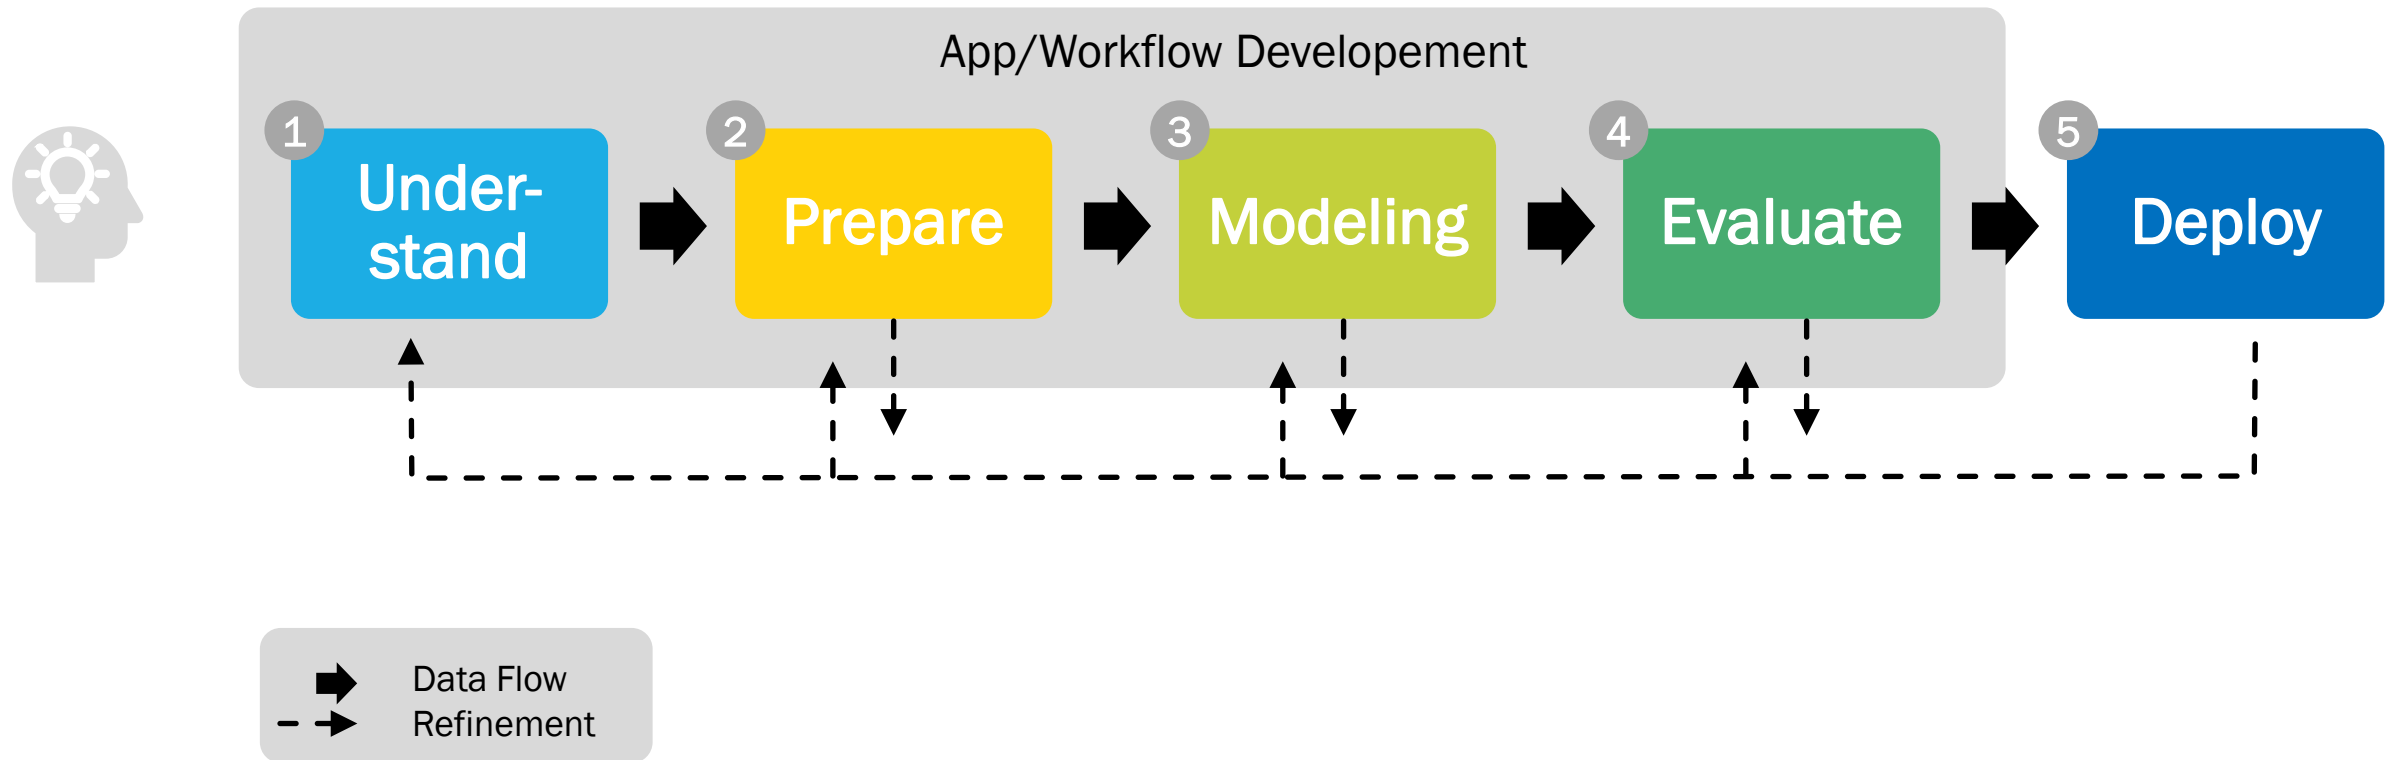 App/Workflow Developement
1
Under-
stand
2
Prepare
3
Modeling
4
Evaluate
5
Deploy
Data Flow
Refinement